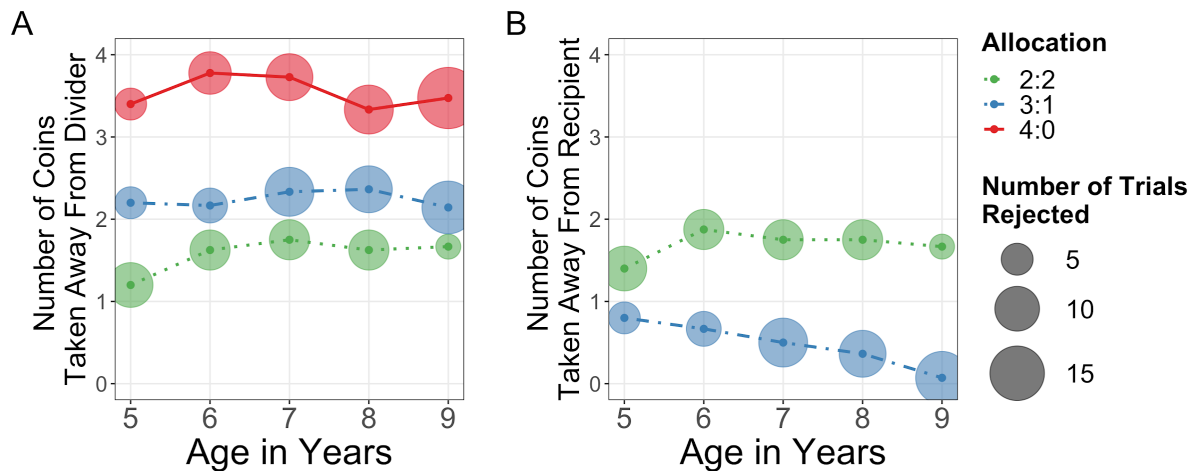 A
Number of Coins
Taken Away From Divider
4
3
2
1
0
5 6 7 8 9
Age in Years
B
Number of Coins
Taken Away From Recipient
4
3
2
1
0
5 6 7 8 9
Age in Years
Allocation
2:2
3:1
4:0
Number of Trials
Rejected
5
10
15